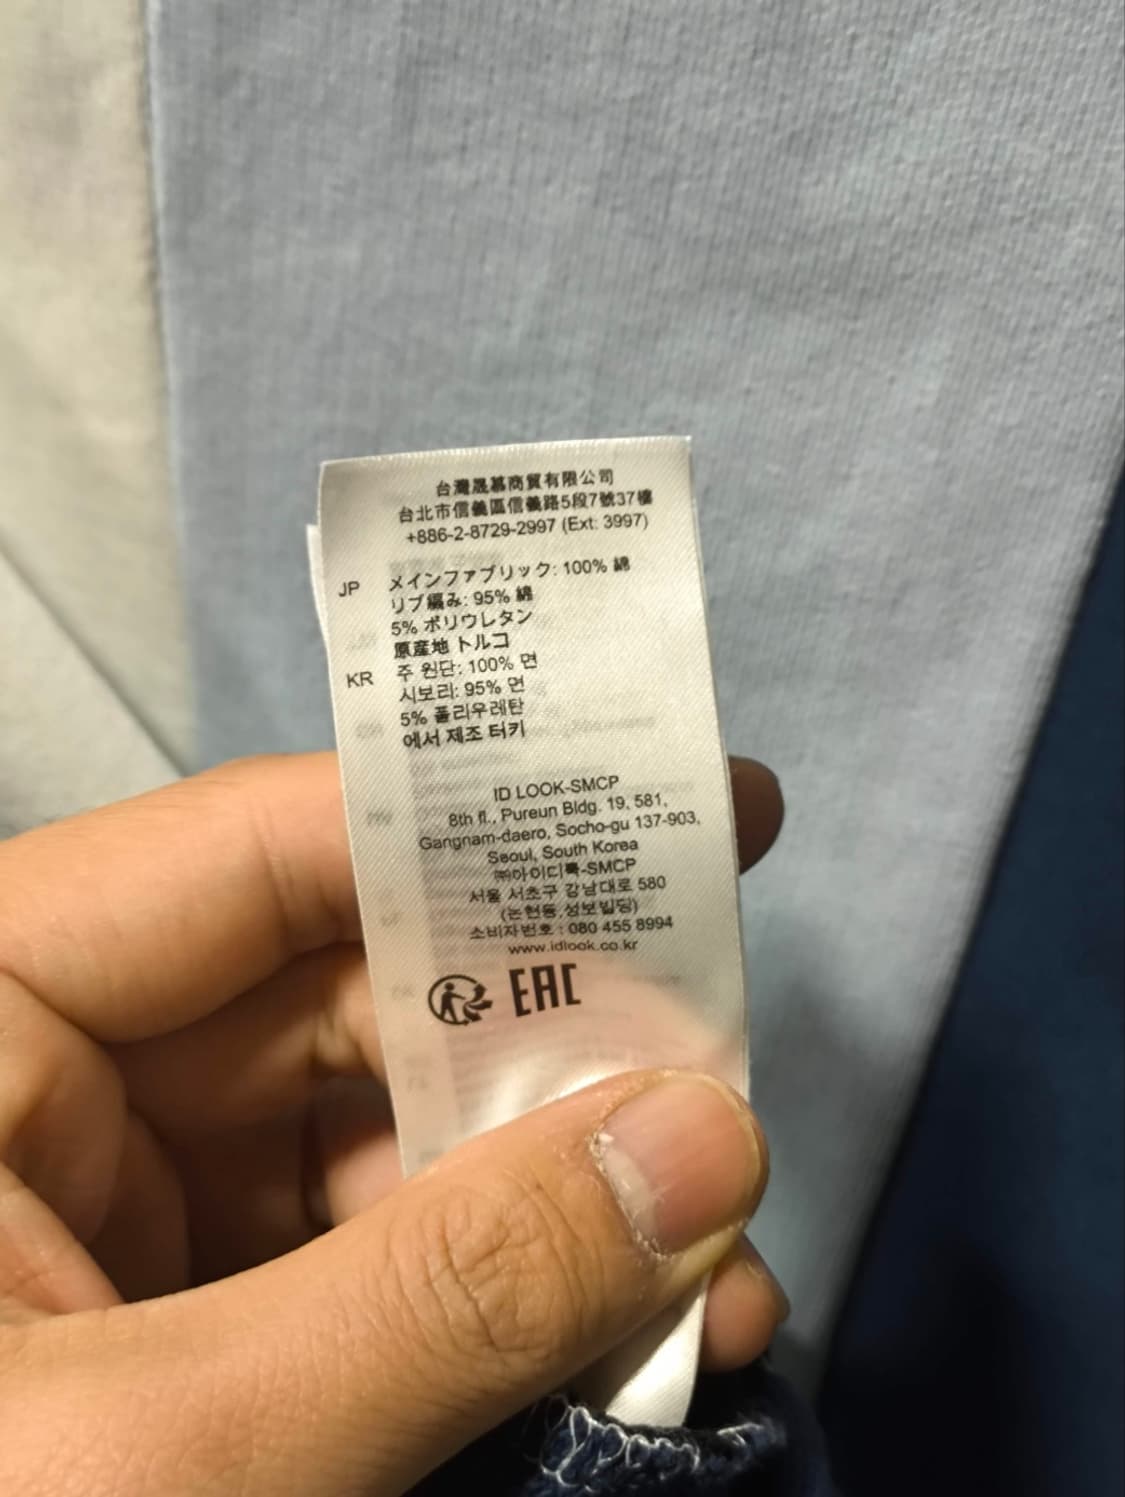 台灣晟慕商貿有限公司
台北市信義區信義路5段7號37樓
+886-2-8729-2997 (Ext: 3997)
JP メインファブリック: 100% 綿
リブ編み: 95% 綿
5% ポリウレタン
原産地 トルコ
KR 주 원단: 100% 면
시보리: 95% 면
5% 폴리우레탄
에서 제조 터키
ID LOOK-SMCP
8th fl., Pureun Bldg. 19, 581,
Gangnam-daero, Socho-gu 137-903,
Seoul, South Korea
㈜아이디룩-SMCP
서울 서초구 강남대로 580
(논현동,성보빌딩)
소비자번호 : 080 455 8994
www.idlook.co.kr
EAC